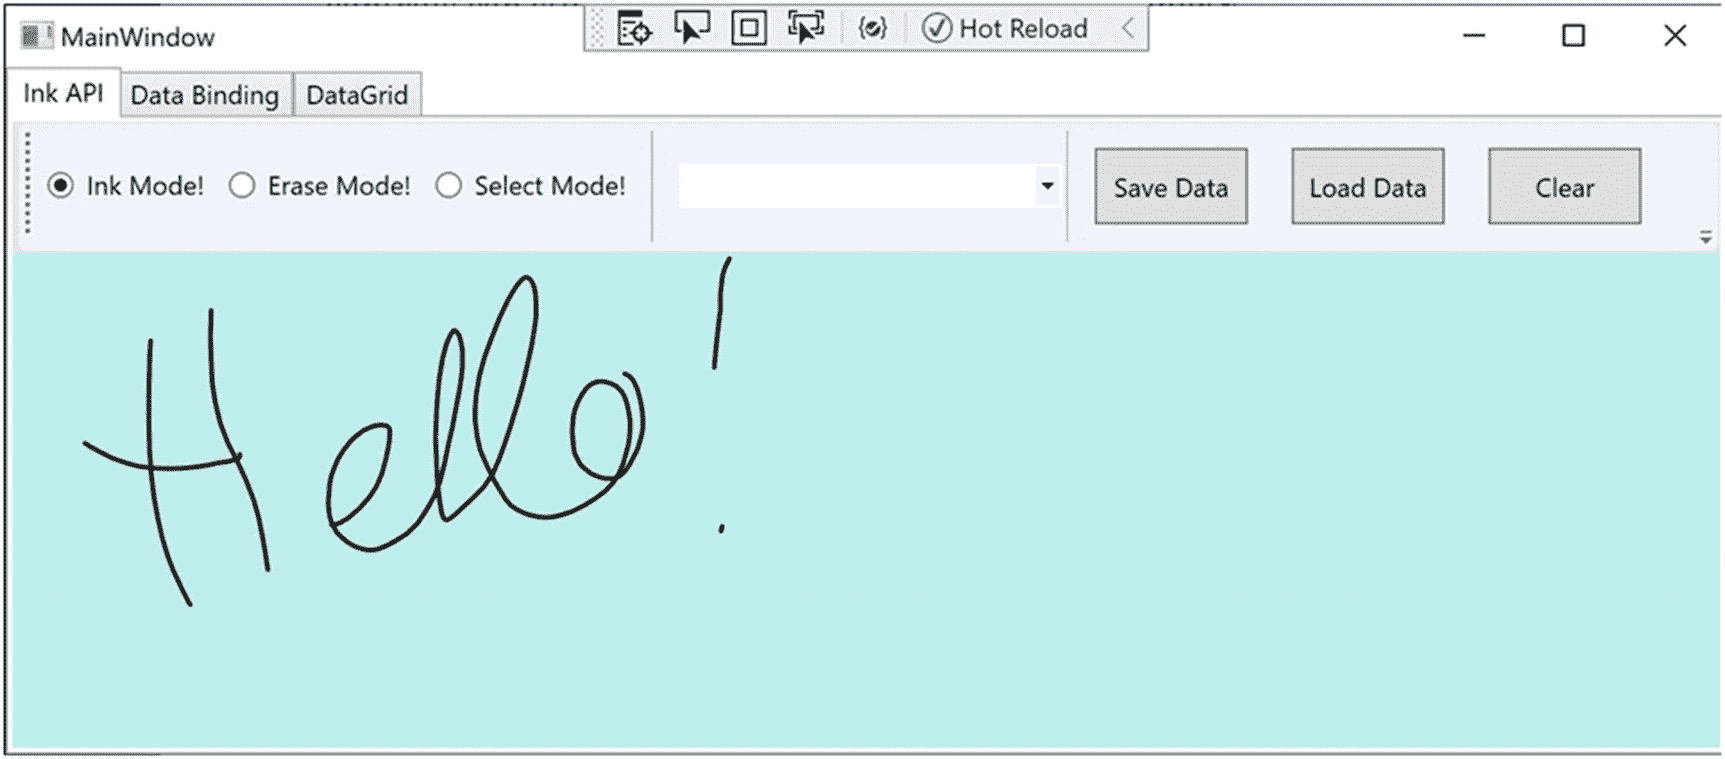 MainWindow
Hot Reload
Ink API Data Binding DataGrid
Ink Mode! Erase Mode! Select Mode! Save Data Load Data Clear
Hello!